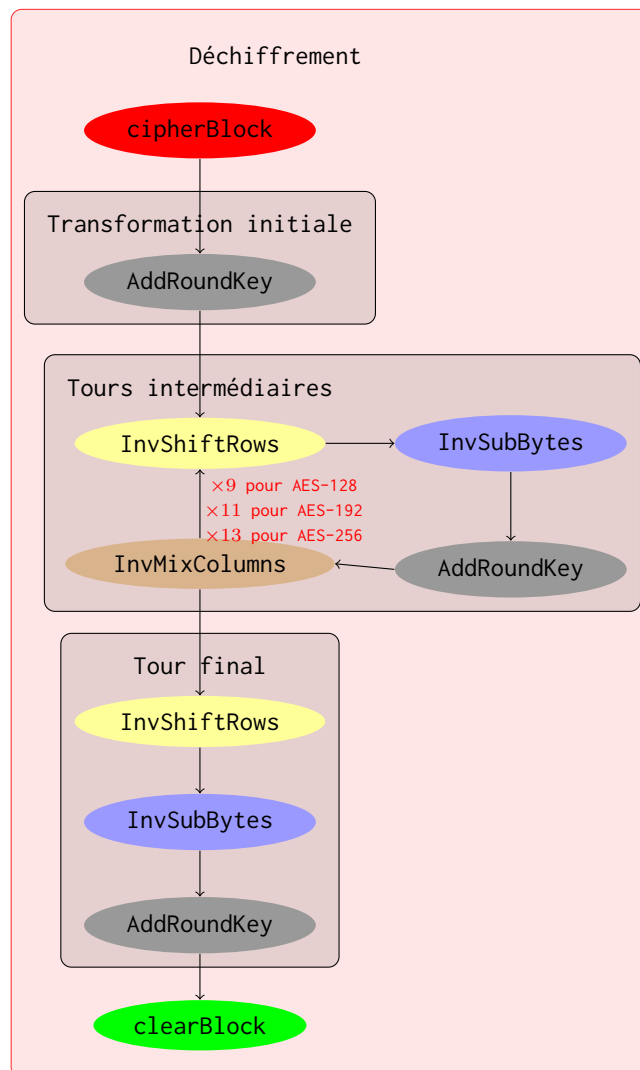 Déchiffrement
cipherBlock
Transformation initiale
AddRoundKey
Tours intermédiaires
InvShiftRows
InvSubBytes
×9 pour AES-128
×11 pour AES-192
×13 pour AES-256
InvMixColumns
AddRoundKey
Tour final
InvShiftRows
InvSubBytes
AddRoundKey
clearBlock